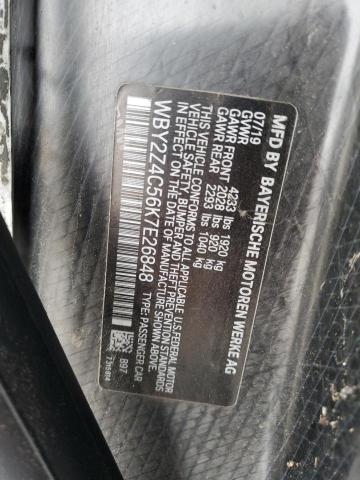 MFD BY BAYERISCHE MOTOREN WERKE AG
07/19
GVWR 4233 lbs 1920 kg
GAWR FRONT 2028 lbs 920 kg
GAWR REAR 2293 lbs 1040 kg
THIS VEHICLE CONFORMS TO ALL APPLICABLE U.S. FEDERAL MOTOR
VEHICLE SAFETY, BUMPER AND THEFT PREVENTION STANDARDS
IN EFFECT ON THE DATE OF MANUFACTURE SHOWN ABOVE.
WBY2Z4C56K7E26848 TYPE: PASSENGER CAR
897